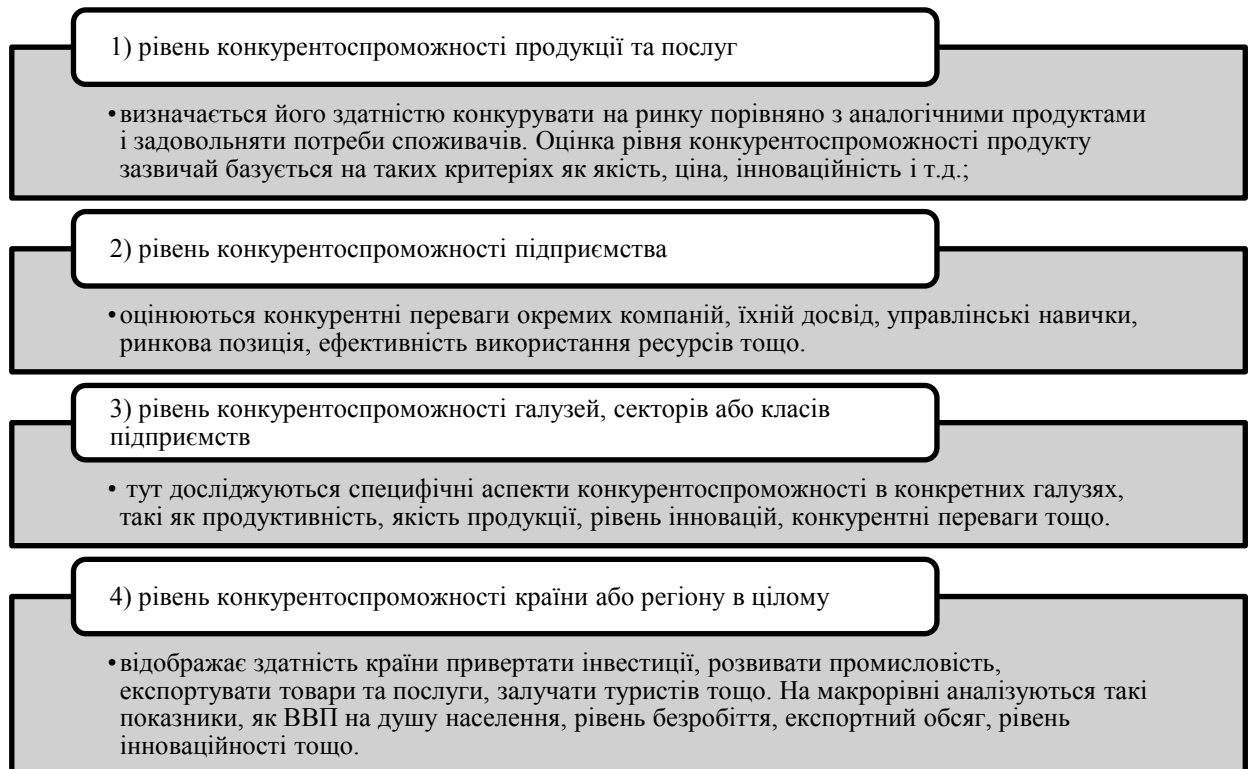 1) рівень конкурентоспроможності продукції та послуг
•визначається його здатністю конкурувати на ринку порівняно з аналогічними продуктами
і задовольняти потреби споживачів. Оцінка рівня конкурентоспроможності продукту
зазвичай базується на таких критеріях як якість, ціна, інноваційність і т.д.;
2) рівень конкурентоспроможності підприємства
•оцінюються конкурентні переваги окремих компаній, їхній досвід, управлінські навички,
ринкова позиція, ефективність використання ресурсів тощо.
3) рівень конкурентоспроможності галузей, секторів або класів
підприємств
• тут досліджуються специфічні аспекти конкурентоспроможності в конкретних галузях,
такі як продуктивність, якість продукції, рівень інновацій, конкурентні переваги тощо.
4) рівень конкурентоспроможності країни або регіону в цілому
•відображає здатність країни привертати інвестиції, розвивати промисловість,
експортувати товари та послуги, залучати туристів тощо. На макрорівні аналізуються такі
показники, як ВВП на душу населення, рівень безробіття, експортний обсяг, рівень
інноваційності тощо.